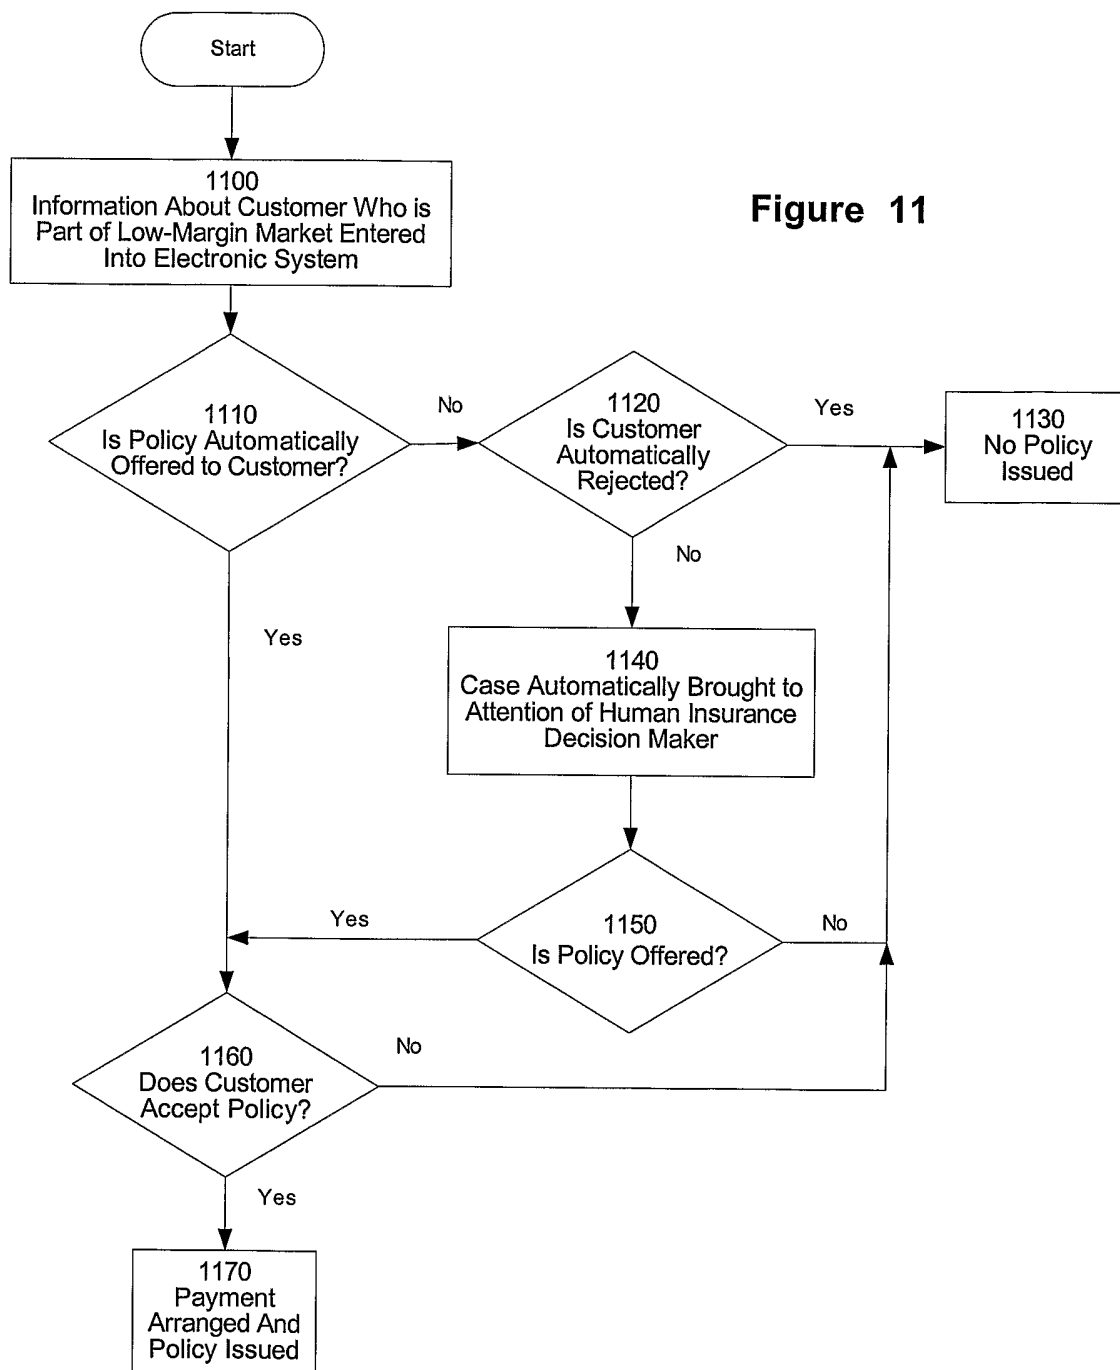 Start
1100
Information About Customer Who is
Part of Low-Margin Market Entered
Into Electronic System
Figure 11
1110
Is Policy Automatically
Offered to Customer?
No
1120
Is Customer
Automatically
Rejected?
Yes
1130
No Policy
Issued
No
Yes
1140
Case Automatically Brought to
Attention of Human Insurance
Decision Maker
Yes
1150
Is Policy Offered?
No
1160
Does Customer
Accept Policy?
No
Yes
1170
Payment
Arranged And
Policy Issued